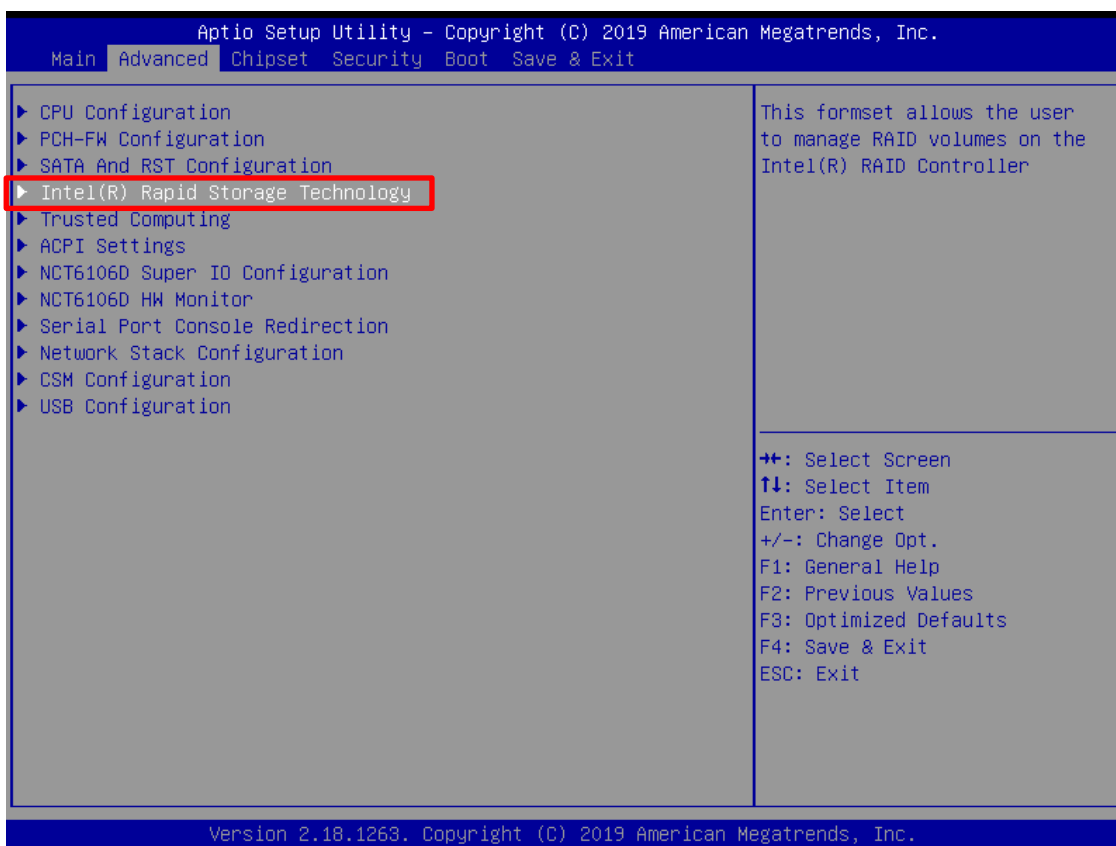 Aptio Setup Utility – Copyright (C) 2019 American Megatrends, Inc.
Main Advanced Chipset Security Boot Save & Exit
▶ CPU Configuration
▶ PCH-FW Configuration
▶ SATA And RST Configuration
▶ Intel(R) Rapid Storage Technology
▶ Trusted Computing
▶ ACPI Settings
▶ NCT6106D Super IO Configuration
▶ NCT6106D HW Monitor
▶ Serial Port Console Redirection
▶ Network Stack Configuration
▶ CSM Configuration
▶ USB Configuration
This formset allows the user
to manage RAID volumes on the
Intel(R) RAID Controller
→←: Select Screen
↑↓: Select Item
Enter: Select
+/-: Change Opt.
F1: General Help
F2: Previous Values
F3: Optimized Defaults
F4: Save & Exit
ESC: Exit
Version 2.18.1263. Copyright (C) 2019 American Megatrends, Inc.